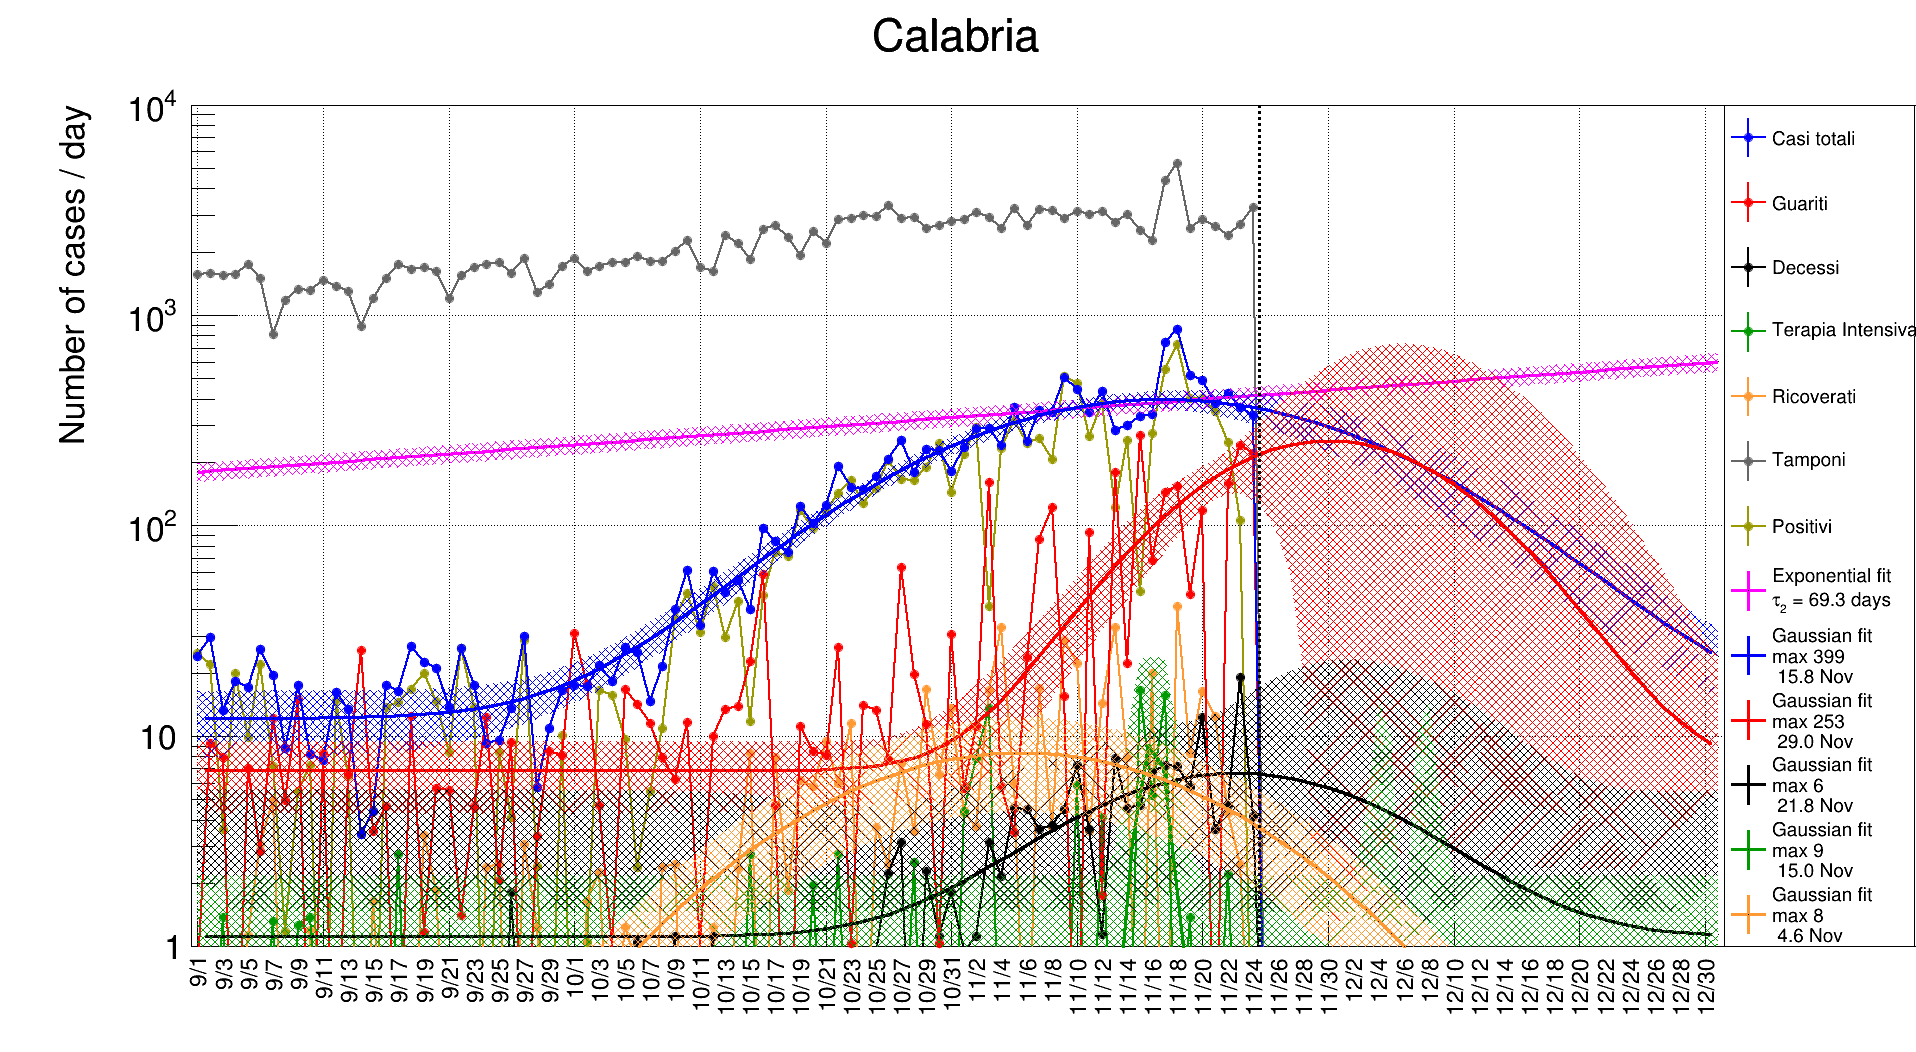 Calabria
Number of cases / day
10⁴
10³
10²
10
1
9/1
9/3
9/5
9/7
9/9
9/11
9/13
9/15
9/17
9/19
9/21
9/23
9/25
9/27
9/29
10/1
10/3
10/5
10/7
10/9
10/11
10/13
10/15
10/17
10/19
10/21
10/23
10/25
10/27
10/29
10/31
11/2
11/4
11/6
11/8
11/10
11/12
11/14
11/16
11/18
11/20
11/22
11/24
11/26
11/28
11/30
12/2
12/4
12/6
12/8
12/10
12/12
12/14
12/16
12/18
12/20
12/22
12/24
12/26
12/28
12/30
Casi totali
Guariti
Decessi
Terapia Intensiva
Ricoverati
Tamponi
Positivi
Exponential fit
τ₂ = 69.3 days
Gaussian fit
max 399
15.8 Nov
Gaussian fit
max 253
29.0 Nov
Gaussian fit
max 6
21.8 Nov
Gaussian fit
max 9
15.0 Nov
Gaussian fit
max 8
4.6 Nov